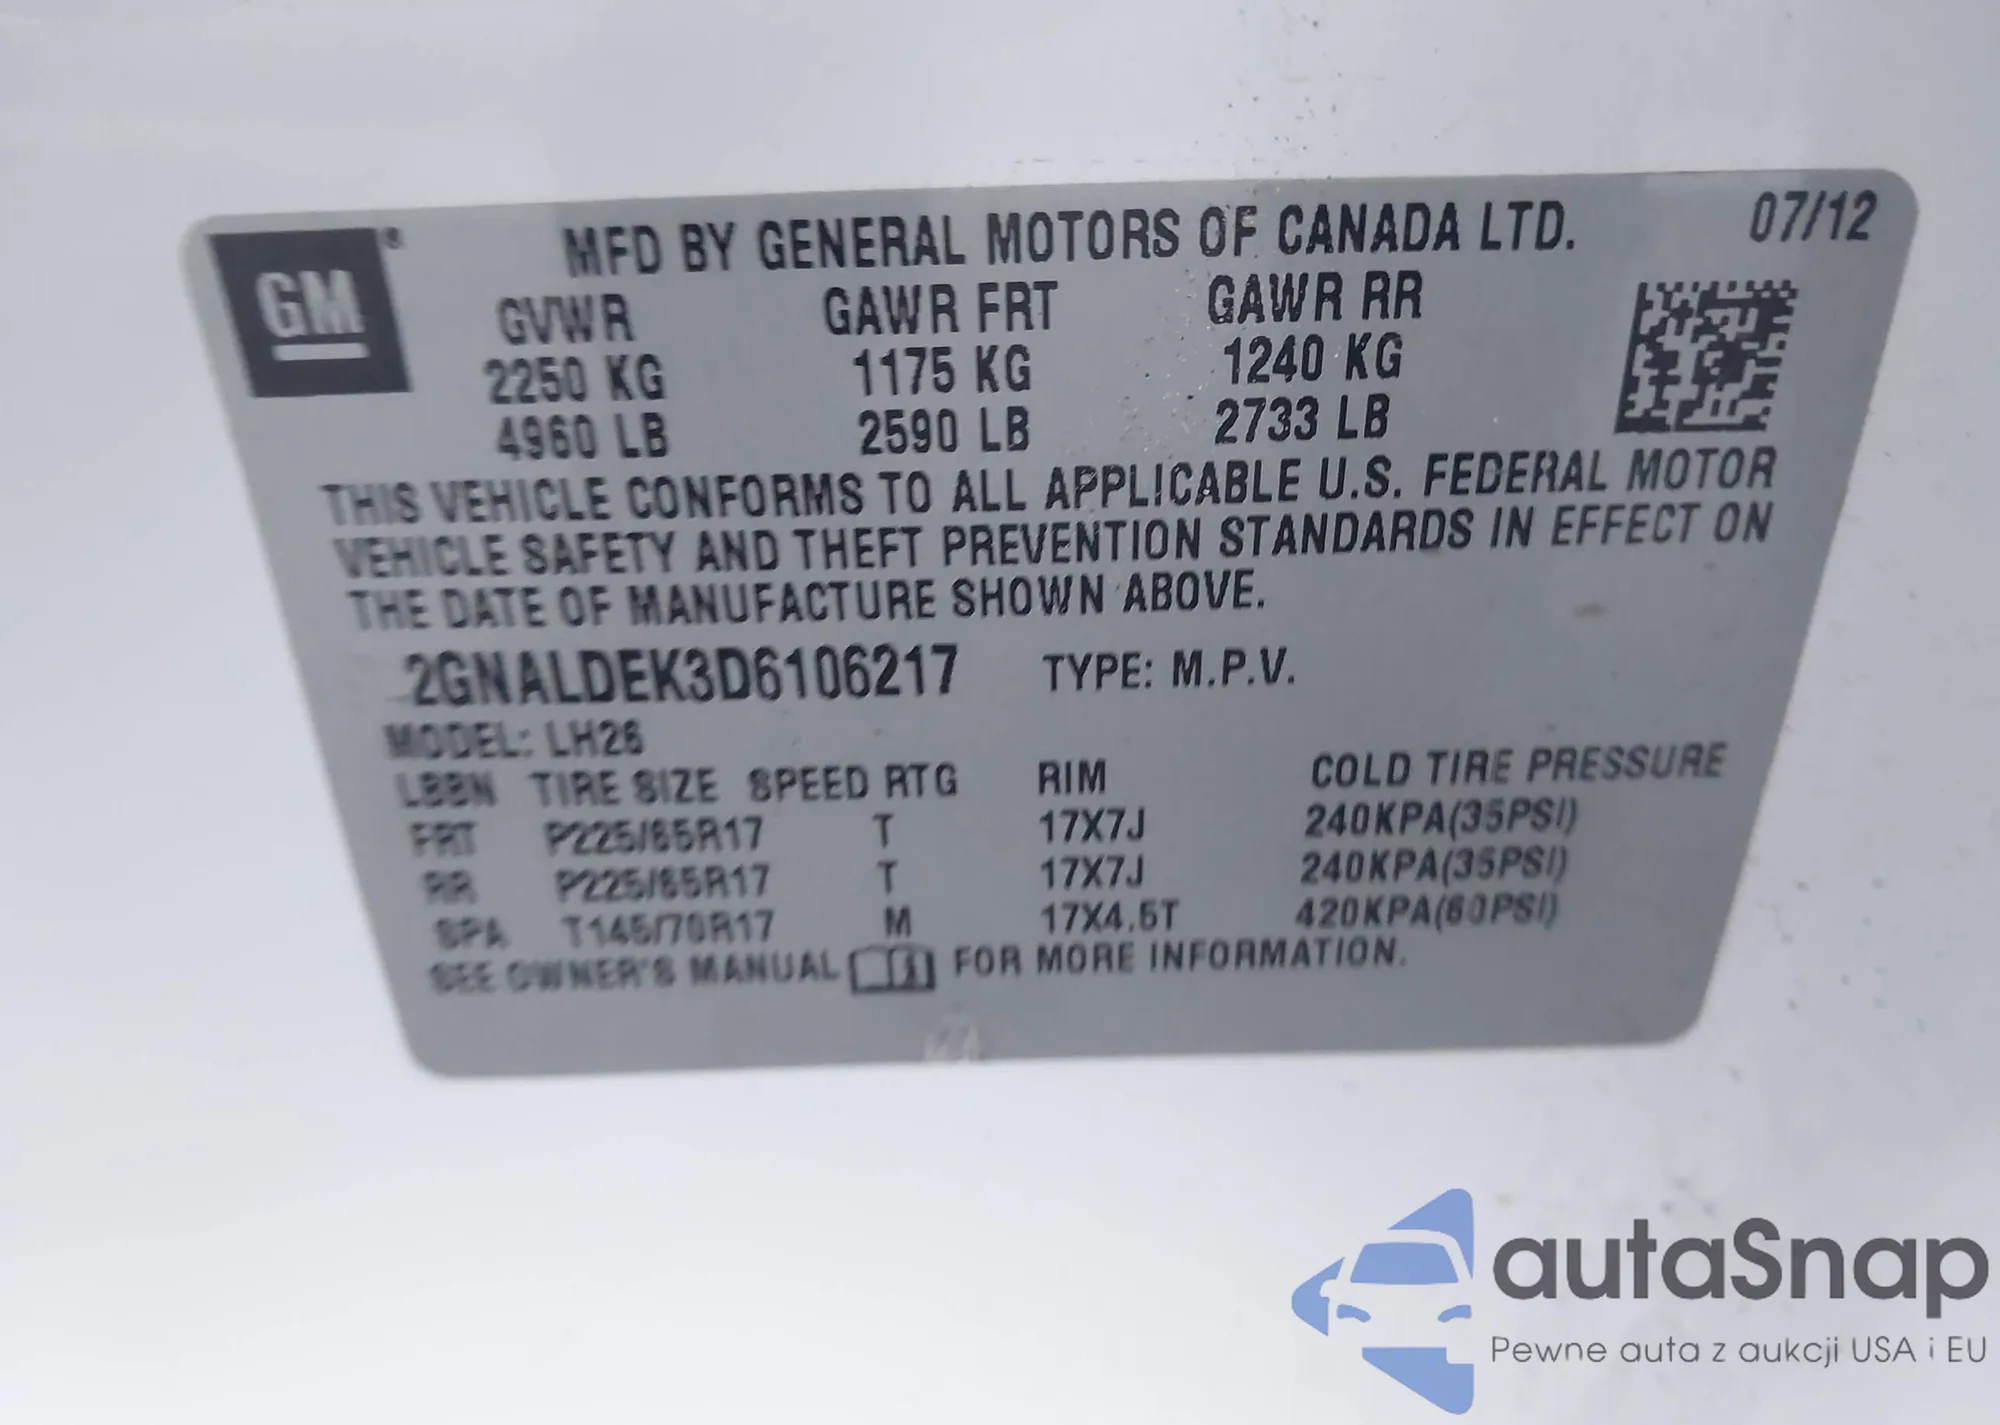 GM
MFD BY GENERAL MOTORS OF CANADA LTD. 07/12
GVWR GAWR FRT GAWR RR
2250 KG 1175 KG 1240 KG
4960 LB 2590 LB 2733 LB
THIS VEHICLE CONFORMS TO ALL APPLICABLE U.S. FEDERAL MOTOR
VEHICLE SAFETY AND THEFT PREVENTION STANDARDS IN EFFECT ON
THE DATE OF MANUFACTURE SHOWN ABOVE.
2GNALDEK3D6106217 TYPE: M.P.V.
MODEL: LH26
TIRE SIZE SPEED RTG RIM COLD TIRE PRESSURE
FRT P225/65R17 T 17X7J 240KPA(35PSI)
RR P225/65R17 T 17X7J 240KPA(35PSI)
SPA T145/70R17 M 17X4.5T 420KPA(60PSI)
SEE OWNER'S MANUAL FOR MORE INFORMATION.
autaSnap
Pewne auta z aukcji USA i EU